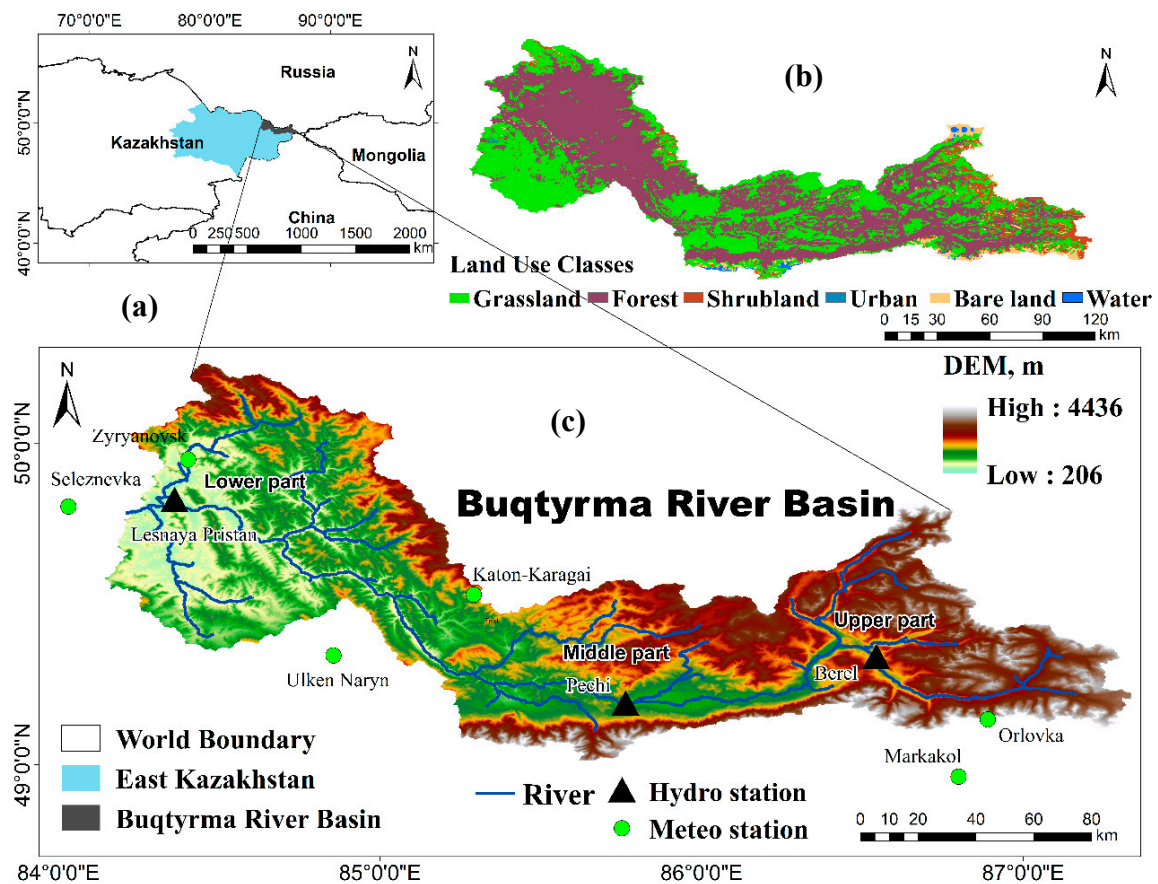 70°0'0"E 80°0'0"E 90°0'0"E
50°0'0"N
40°0'0"N
N
Russia
Kazakhstan
Mongolia
China
0 250 500 1000 1500 2000
km
(a)
(b)
N
Land Use Classes
Grassland Forest Shrubland Urban Bare land Water
0 15 30 60 90 120
km
N
(c)
DEM, m
High : 4436
Low : 206
50°0'0"N
49°0'0"N
Zyryanovsk
Seleznevka
Lower part
Buqtyrma River Basin
Lesnaya Pristan
Katon-Karagai
Upper part
Middle part
Berel
Ulken Naryn
Pechi
Orlovka
Markakol
World Boundary
East Kazakhstan
Buqtyrma River Basin
River
Hydro station
Meteo station
0 20 40 60 80
km
84°0'0"E 85°0'0"E 86°0'0"E 87°0'0"E